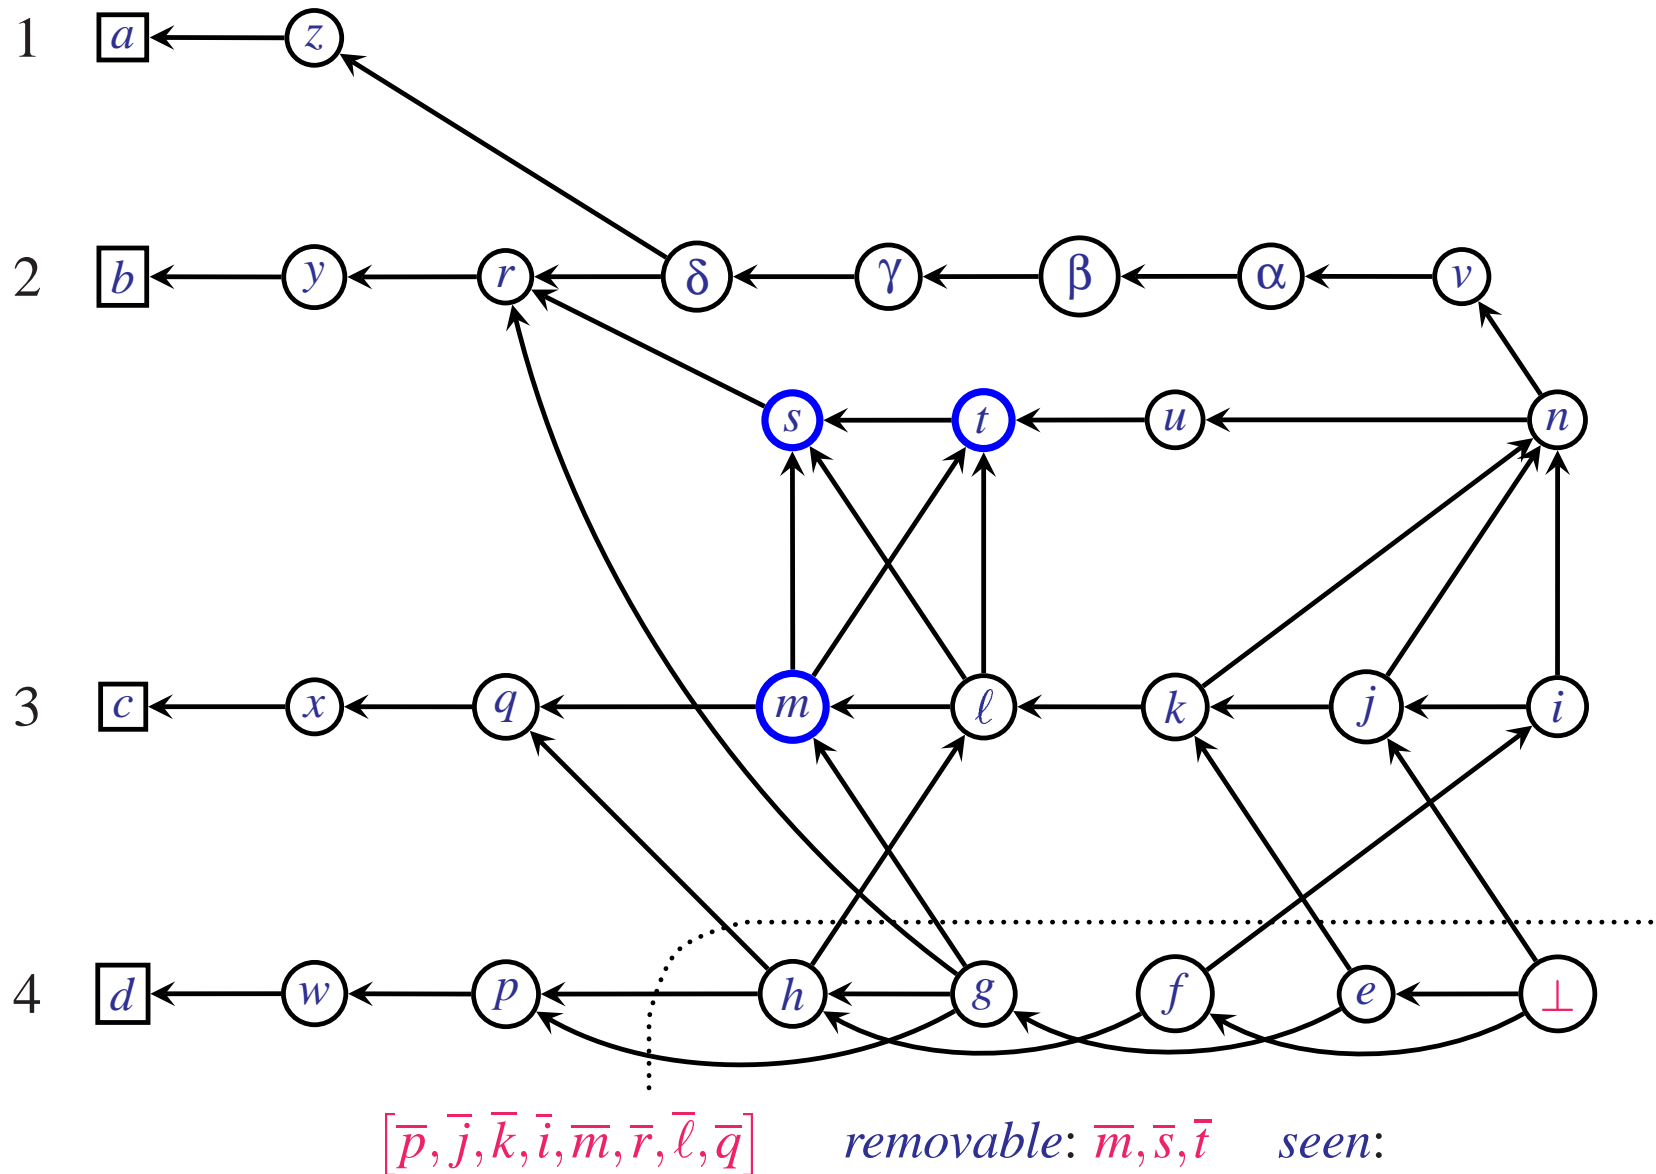 1 a z
2 b y r δ γ β α v
s t u n
3 c x q m ℓ k j i
4 d w p h g f e ⊥
[p̅, j̅, k̅, i̅, m̅, r̅, ℓ̅, q̅] removable: m̅, s̅, t̅ seen: